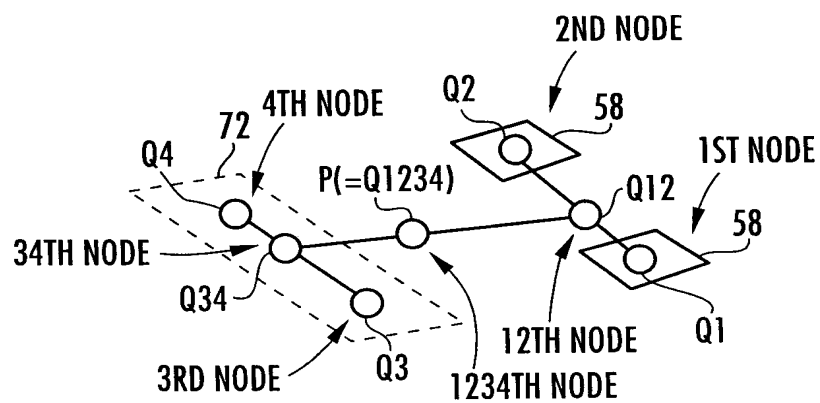 2ND NODE
Q2
58
4TH NODE
72
1ST NODE
Q4
P(=Q1234)
Q12
34TH NODE
58
Q34
Q1
Q3
12TH NODE
3RD NODE
1234TH NODE